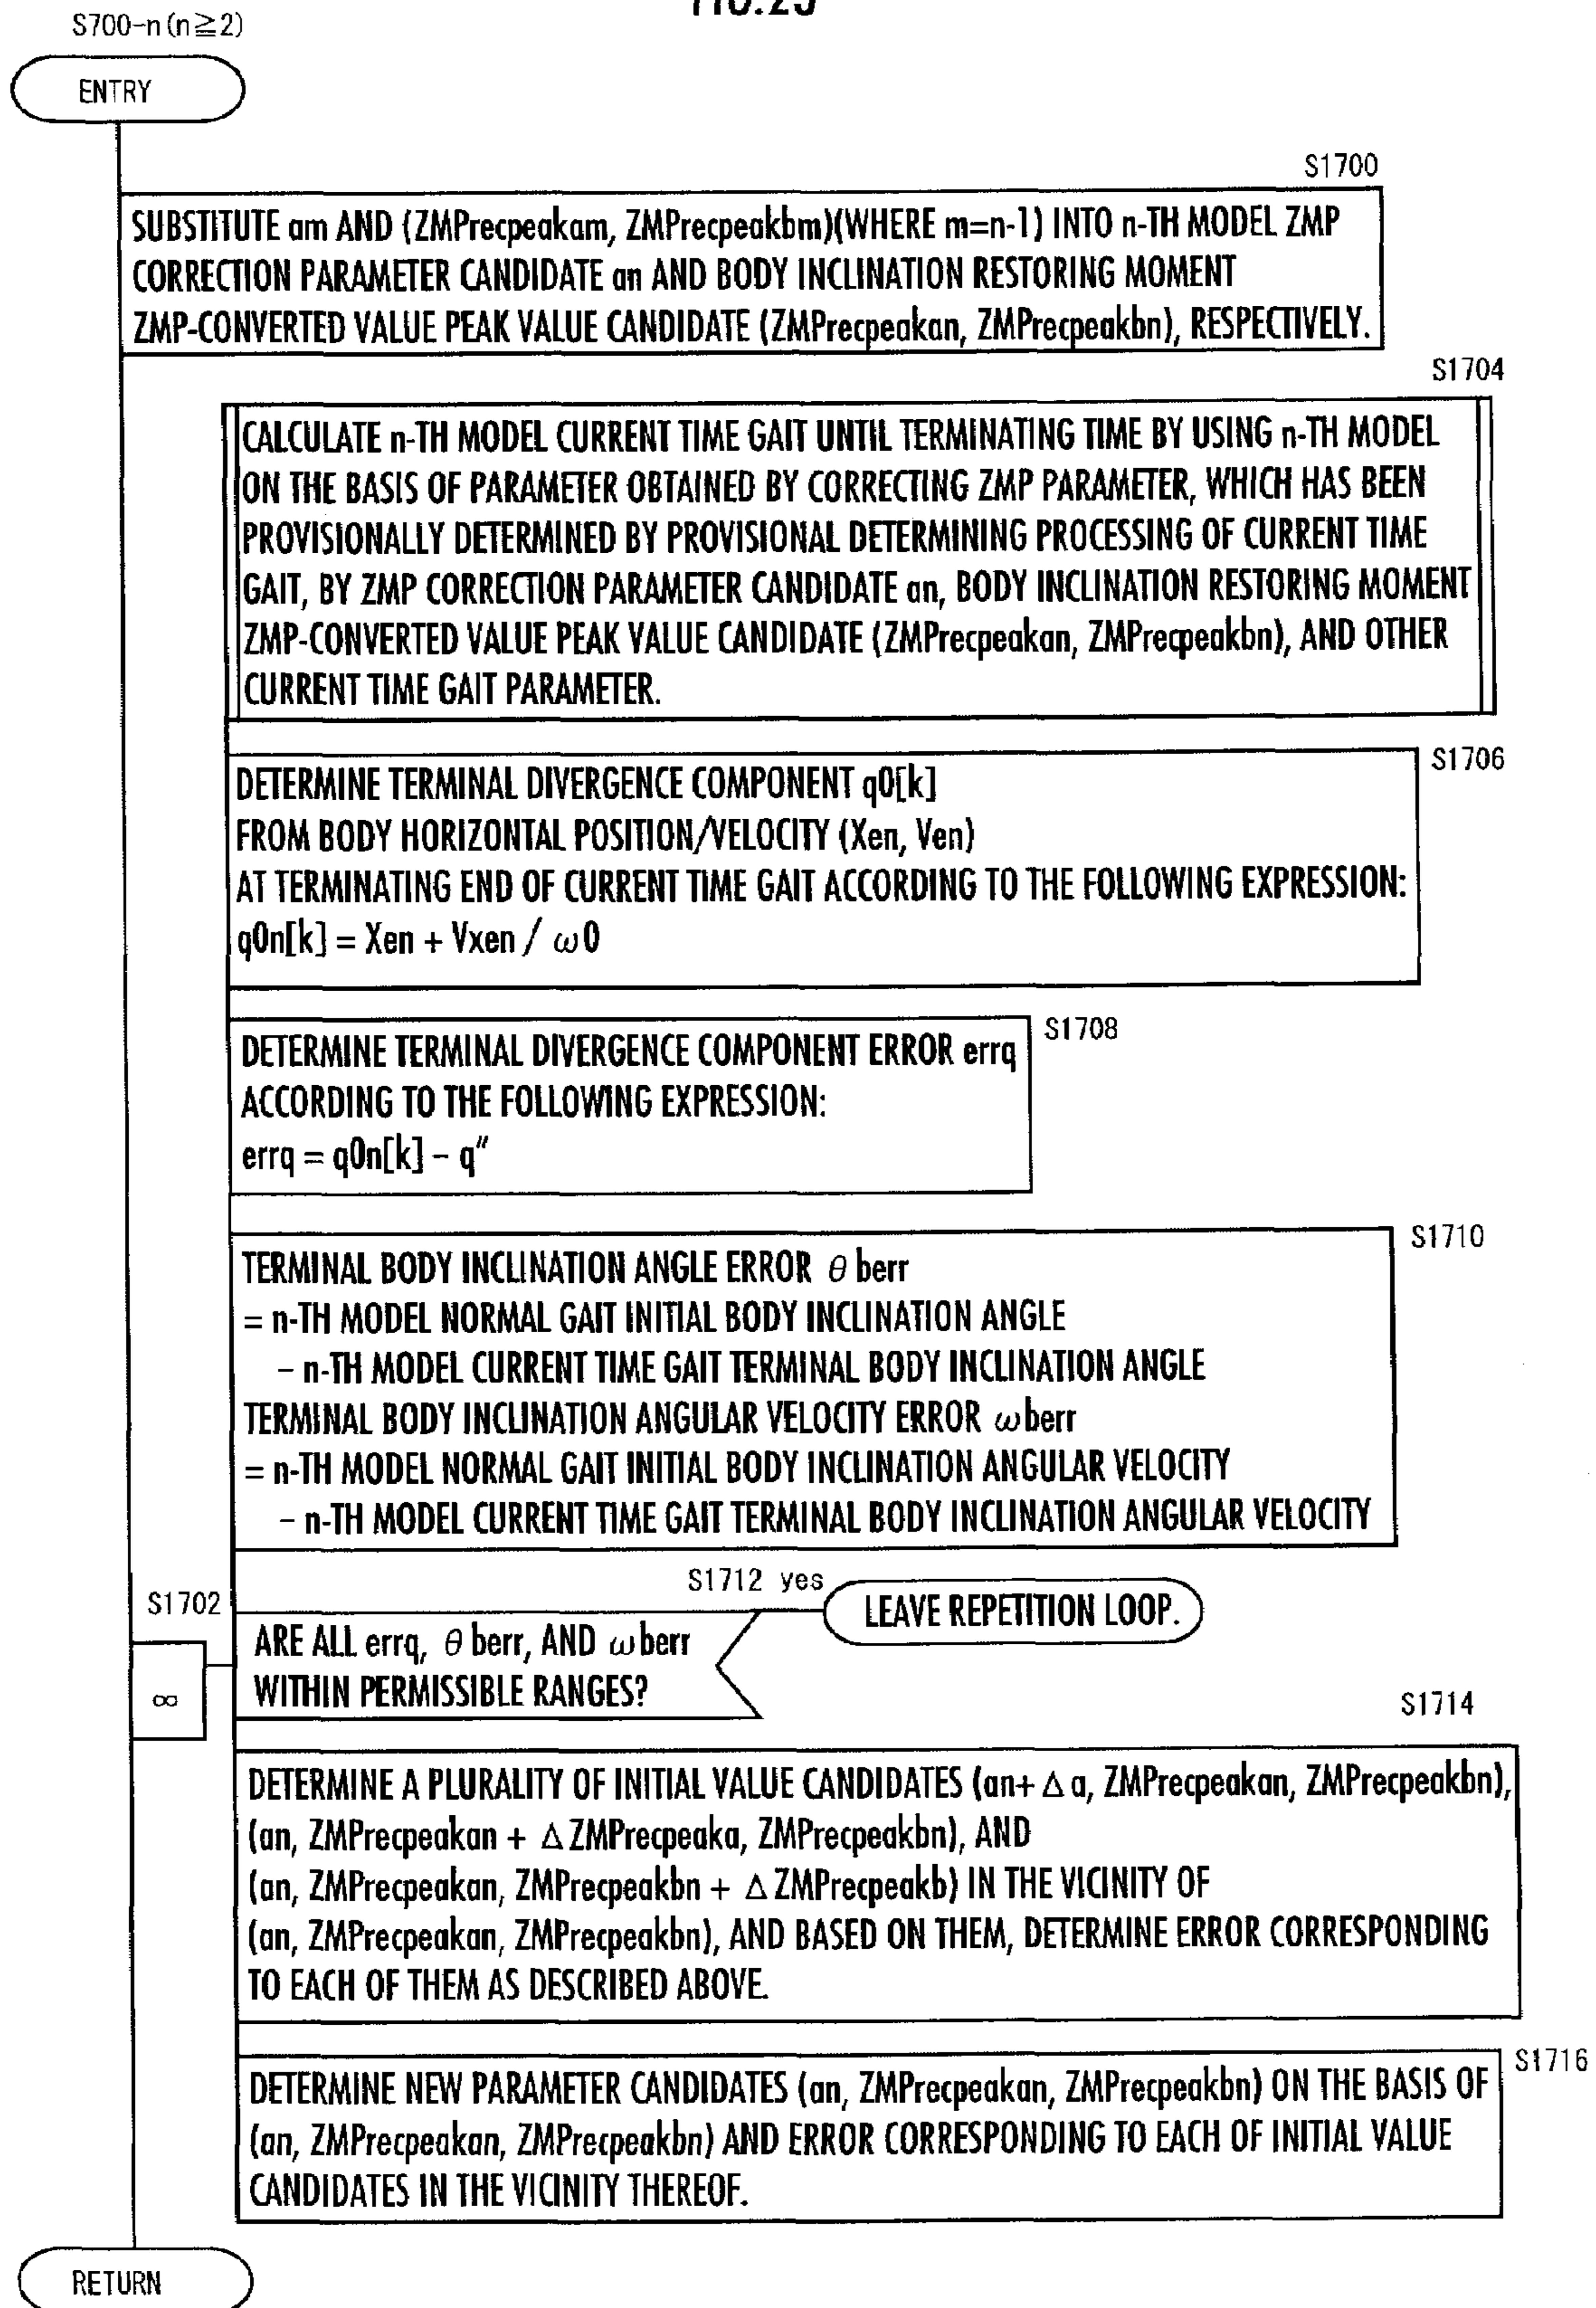 FIG.25
S700-n(n≧2)
ENTRY
S1700
SUBSTITUTE am AND (ZMPrecpeakam, ZMPrecpeakbm)(WHERE m=n-1) INTO n-TH MODEL ZMP
CORRECTION PARAMETER CANDIDATE an AND BODY INCLINATION RESTORING MOMENT
ZMP-CONVERTED VALUE PEAK VALUE CANDIDATE (ZMPrecpeakan, ZMPrecpeakbn), RESPECTIVELY.
S1704
CALCULATE n-TH MODEL CURRENT TIME GAIT UNTIL TERMINATING TIME BY USING n-TH MODEL
ON THE BASIS OF PARAMETER OBTAINED BY CORRECTING ZMP PARAMETER, WHICH HAS BEEN
PROVISIONALLY DETERMINED BY PROVISIONAL DETERMINING PROCESSING OF CURRENT TIME
GAIT, BY ZMP CORRECTION PARAMETER CANDIDATE an, BODY INCLINATION RESTORING MOMENT
ZMP-CONVERTED VALUE PEAK VALUE CANDIDATE (ZMPrecpeakan, ZMPrecpeakbn), AND OTHER
CURRENT TIME GAIT PARAMETER.
S1706
DETERMINE TERMINAL DIVERGENCE COMPONENT q0[k]
FROM BODY HORIZONTAL POSITION/VELOCITY (Xen, Ven)
AT TERMINATING END OF CURRENT TIME GAIT ACCORDING TO THE FOLLOWING EXPRESSION:
q0n[k] = Xen + Vxen / ω0
S1708
DETERMINE TERMINAL DIVERGENCE COMPONENT ERROR errq
ACCORDING TO THE FOLLOWING EXPRESSION:
errq = q0n[k] - q"
S1710
TERMINAL BODY INCLINATION ANGLE ERROR θ berr
= n-TH MODEL NORMAL GAIT INITIAL BODY INCLINATION ANGLE
- n-TH MODEL CURRENT TIME GAIT TERMINAL BODY INCLINATION ANGLE
TERMINAL BODY INCLINATION ANGULAR VELOCITY ERROR ωberr
= n-TH MODEL NORMAL GAIT INITIAL BODY INCLINATION ANGULAR VELOCITY
- n-TH MODEL CURRENT TIME GAIT TERMINAL BODY INCLINATION ANGULAR VELOCITY
S1712 yes
LEAVE REPETITION LOOP.
S1702
∞
ARE ALL errq, θ berr, AND ωberr
WITHIN PERMISSIBLE RANGES?
S1714
DETERMINE A PLURALITY OF INITIAL VALUE CANDIDATES (an+ Δ a, ZMPrecpeakan, ZMPrecpeakbn),
(an, ZMPrecpeakan + ΔZMPrecpeaka, ZMPrecpeakbn), AND
(an, ZMPrecpeakan, ZMPrecpeakbn + ΔZMPrecpeakb) IN THE VICINITY OF
(an, ZMPrecpeakan, ZMPrecpeakbn), AND BASED ON THEM, DETERMINE ERROR CORRESPONDING
TO EACH OF THEM AS DESCRIBED ABOVE.
S1716
DETERMINE NEW PARAMETER CANDIDATES (an, ZMPrecpeakan, ZMPrecpeakbn) ON THE BASIS OF
(an, ZMPrecpeakan, ZMPrecpeakbn) AND ERROR CORRESPONDING TO EACH OF INITIAL VALUE
CANDIDATES IN THE VICINITY THEREOF.
RETURN